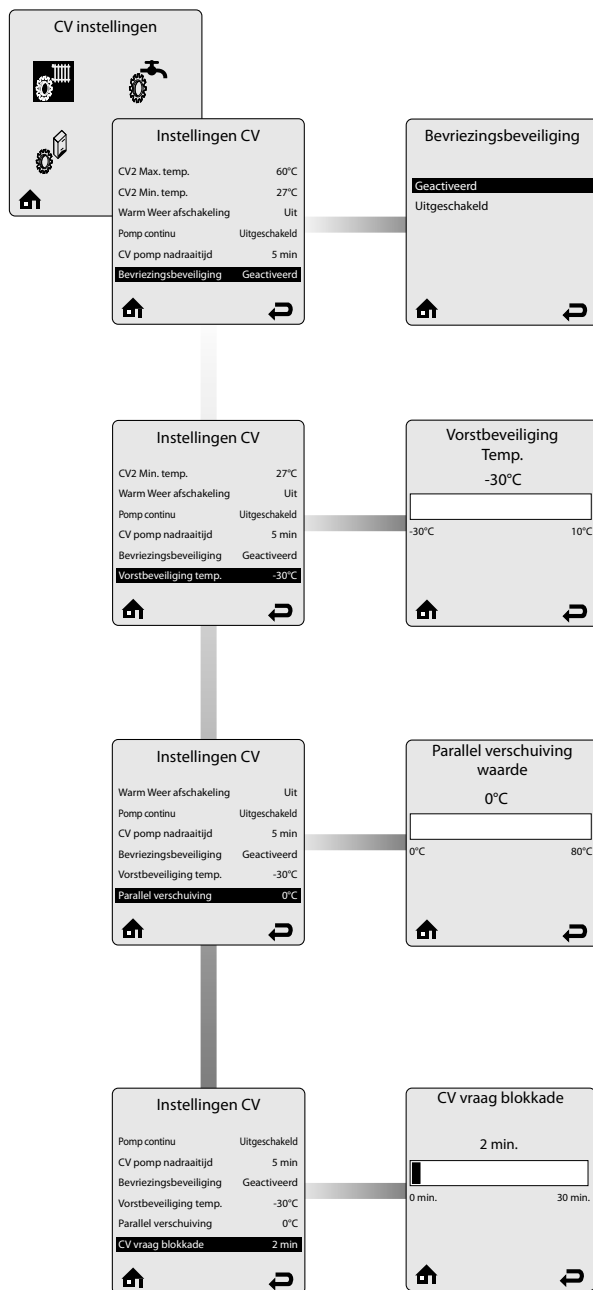 CV instellingen
Instellingen CV
CV2 Max. temp. 60°C
CV2 Min. temp. 27°C
Warm Weer afschakeling Uit
Pomp continu Uitgeschakeld
CV pomp nadraaitijd 5 min
Bevriezingsbeveiliging Geactiveerd
Bevriezingsbeveiliging
Geactiveerd
Uitgeschakeld
Instellingen CV
CV2 Min. temp. 27°C
Warm Weer afschakeling Uit
Pomp continu Uitgeschakeld
CV pomp nadraaitijd 5 min
Bevriezingsbeveiliging Geactiveerd
Vorstbeveiliging temp. -30°C
Vorstbeveiliging
Temp.
-30°C
-30°C 10°C
Instellingen CV
Warm Weer afschakeling Uit
Pomp continu Uitgeschakeld
CV pomp nadraaitijd 5 min
Bevriezingsbeveiliging Geactiveerd
Vorstbeveiliging temp. -30°C
Parallel verschuiving 0°C
Parallel verschuiving
waarde
0°C
0°C 80°C
Instellingen CV
Pomp continu Uitgeschakeld
CV pomp nadraaitijd 5 min
Bevriezingsbeveiliging Geactiveerd
Vorstbeveiliging temp. -30°C
Parallel verschuiving 0°C
CV vraag blokkade 2 min
CV vraag blokkade
2 min.
0 min. 30 min.